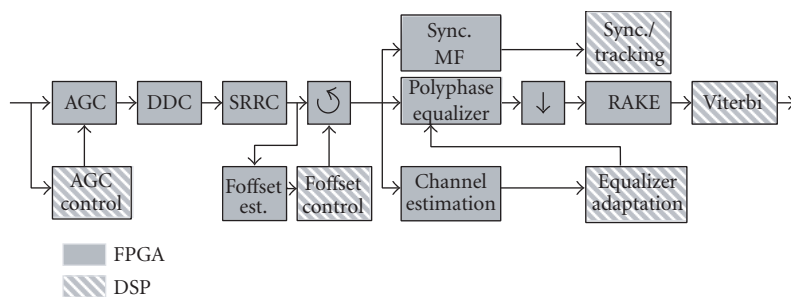 Sync.
MF
Sync./
tracking
AGC
DDC
SRRC
Polyphase
equalizer
RAKE
Viterbi
AGC
control
Foffset
est.
Foffset
control
Channel
estimation
Equalizer
adaptation
FPGA
DSP